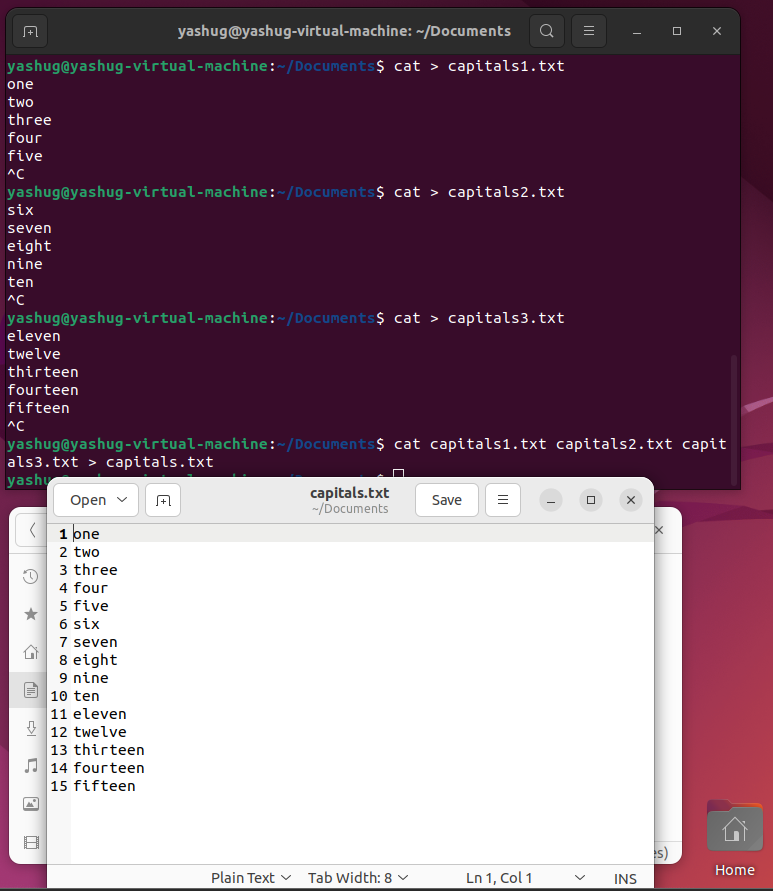 yashug@yashug-virtual-machine: ~/Documents
yashug@yashug-virtual-machine:~/Documents$ cat > capitals1.txt
one
two
three
four
five
^C
yashug@yashug-virtual-machine:~/Documents$ cat > capitals2.txt
six
seven
eight
nine
ten
^C
yashug@yashug-virtual-machine:~/Documents$ cat > capitals3.txt
eleven
twelve
thirteen
fourteen
fifteen
^C
yashug@yashug-virtual-machine:~/Documents$ cat capitals1.txt capitals2.txt capit
als3.txt > capitals.txt
Open
capitals.txt
~/Documents
Save
1 one
2 two
3 three
4 four
5 five
6 six
7 seven
8 eight
9 nine
10 ten
11 eleven
12 twelve
13 thirteen
14 fourteen
15 fifteen
Plain Text Tab Width: 8 Ln 1, Col 1 INS
Home